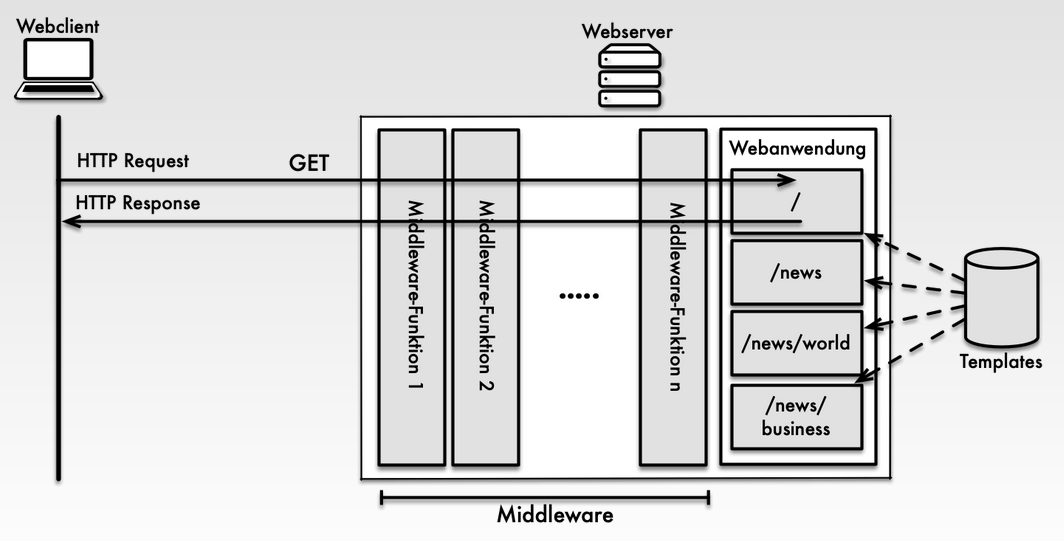 Webclient
Webserver
HTTP Request
GET
HTTP Response
Middleware-Funktion 1
Middleware-Funktion 2
.....
Middleware-Funktion n
Webanwendung
/
/news
/news/world
/news/
business
Templates
Middleware